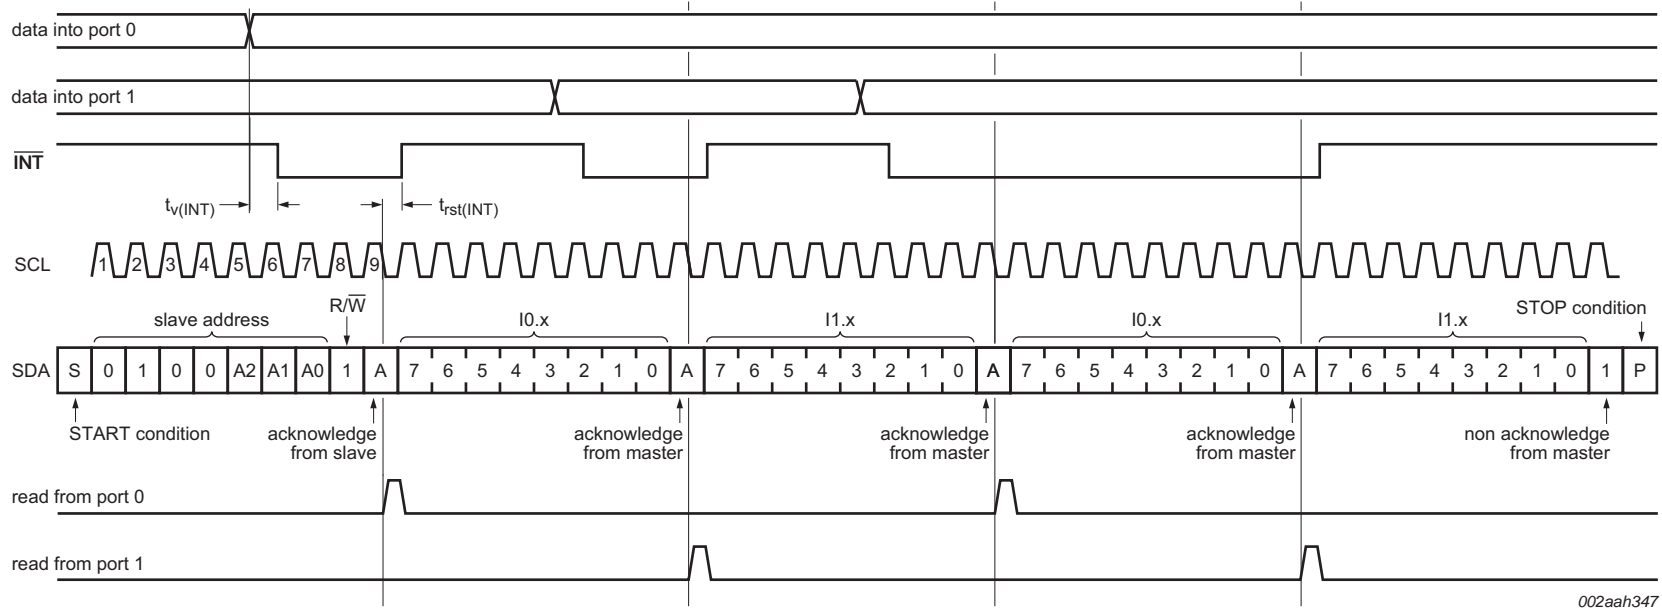 data into port 0
data into port 1
INT
tv(INT)
trst(INT)
SCL
1 2 3 4 5 6 7 8 9
R/W
STOP condition
slave address
I0.x
I1.x
I0.x
I1.x
SDA S 0 1 0 0 A2 A1 A0 1 A 7 6 5 4 3 2 1 0 A 7 6 5 4 3 2 1 0 A 7 6 5 4 3 2 1 0 A 7 6 5 4 3 2 1 0 1 P
START condition
acknowledge
from slave
acknowledge
from master
acknowledge
from master
acknowledge
from master
non acknowledge
from master
read from port 0
read from port 1
002aah347